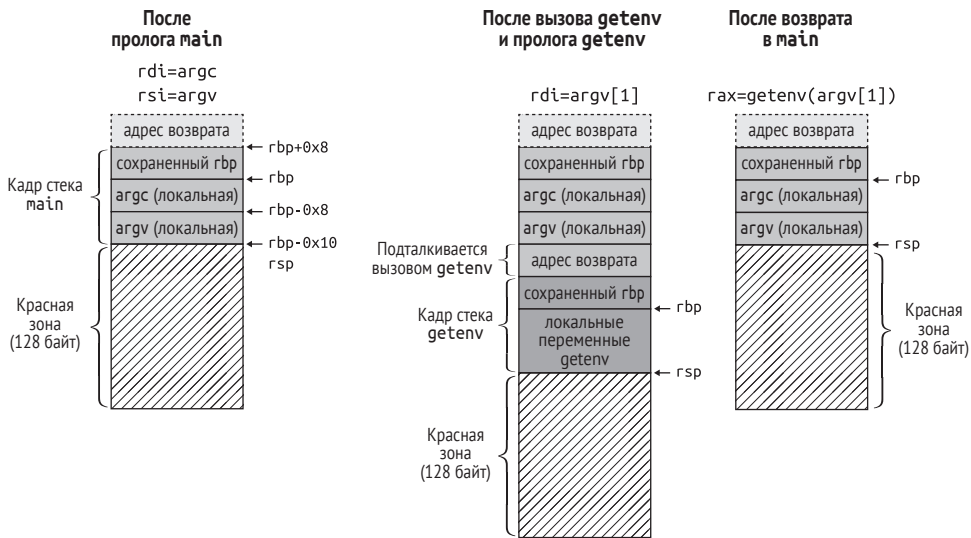 После
пролога main
rdi=argc
rsi=argv
адрес возврата
rbp+0x8
сохраненный rbp
rbp
argc (локальная)
rbp-0x8
argv (локальная)
rbp-0x10
rsp
Кадр стека
main
Красная
зона
(128 байт)
После вызова getenv
и пролога getenv
rdi=argv[1]
адрес возврата
сохраненный rbp
argc (локальная)
argv (локальная)
Подталкивается
вызовом getenv
адрес возврата
сохраненный rbp
rbp
Кадр стека
getenv
локальные
переменные
getenv
rsp
Красная
зона
(128 байт)
После возврата
в main
rax=getenv(argv[1])
адрес возврата
сохраненный rbp
rbp
argc (локальная)
argv (локальная)
rsp
Красная
зона
(128 байт)